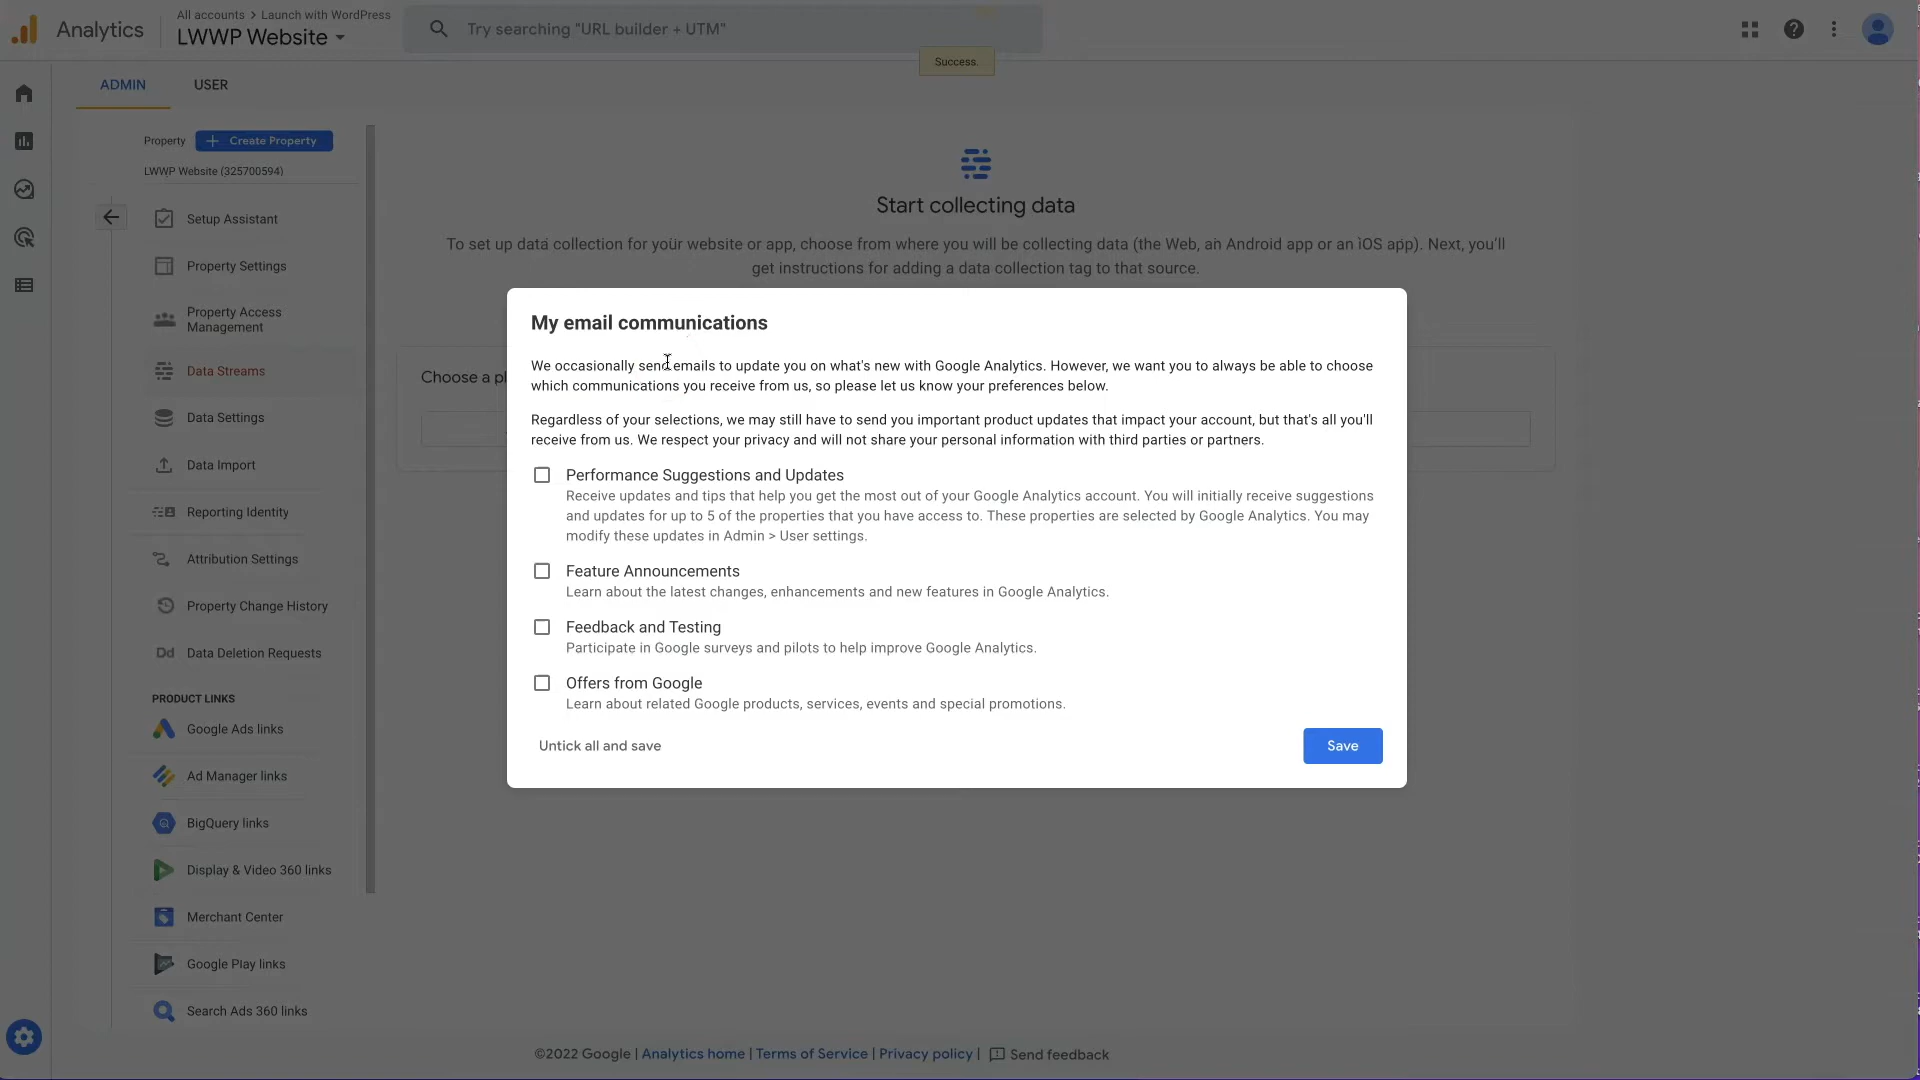 All accounts > Launch with WordPress
Analytics
LWWP Website
Try searching "URL builder + UTM"
Success
ADMIN
USER
Property
+ Create Property
LWWP Website (325700594)
Setup Assistant
Property Settings
Property Access
Management
Data Streams
Data Settings
Data Import
Reporting Identity
Attribution Settings
Property Change History
Dd Data Deletion Requests
PRODUCT LINKS
Google Ads links
Ad Manager links
BigQuery links
Display & Video 360 links
Merchant Center
Google Play links
Search Ads 360 links
Start collecting data
To set up data collection for your website or app, choose from where you will be collecting data (the Web, an Android app or an iOS app). Next, you'll
get instructions for adding a data collection tag to that source.
Choose a pl
My email communications
We occasionally send emails to update you on what's new with Google Analytics. However, we want you to always be able to choose
which communications you receive from us, so please let us know your preferences below.
Regardless of your selections, we may still have to send you important product updates that impact your account, but that's all you'll
receive from us. We respect your privacy and will not share your personal information with third parties or partners.
Performance Suggestions and Updates
Receive updates and tips that help you get the most out of your Google Analytics account. You will initially receive suggestions
and updates for up to 5 of the properties that you have access to. These properties are selected by Google Analytics. You may
modify these updates in Admin > User settings.
Feature Announcements
Learn about the latest changes, enhancements and new features in Google Analytics.
Feedback and Testing
Participate in Google surveys and pilots to help improve Google Analytics.
Offers from Google
Learn about related Google products, services, events and special promotions.
Untick all and save
Save
©2022 Google | Analytics home | Terms of Service | Privacy policy | Send feedback